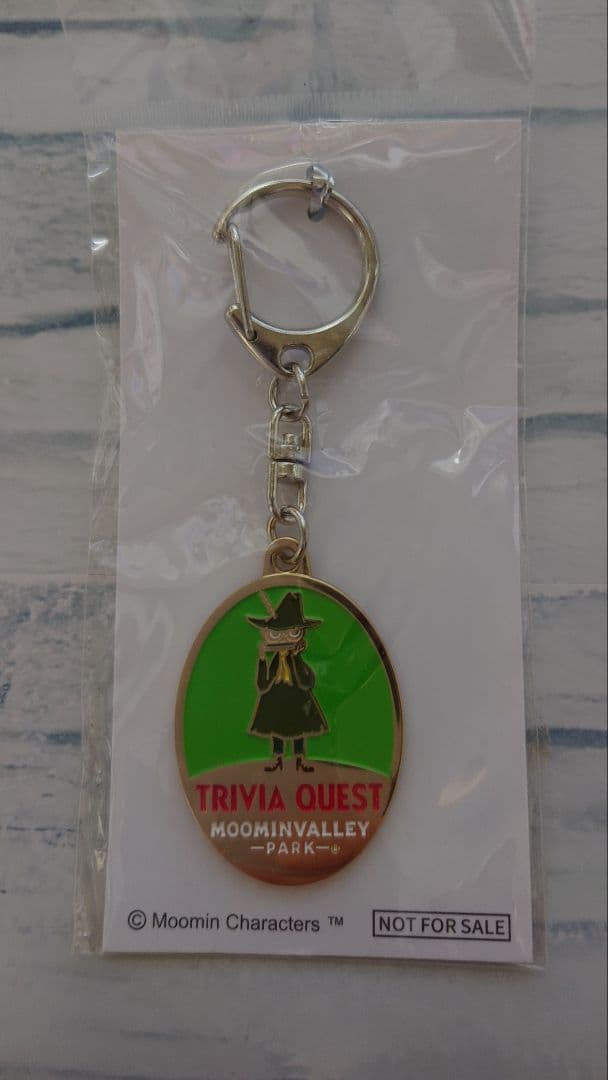 TRIVIA QUEST
MOOMINVALLEY
—PARK—
© Moomin Characters ™
NOT FOR SALE